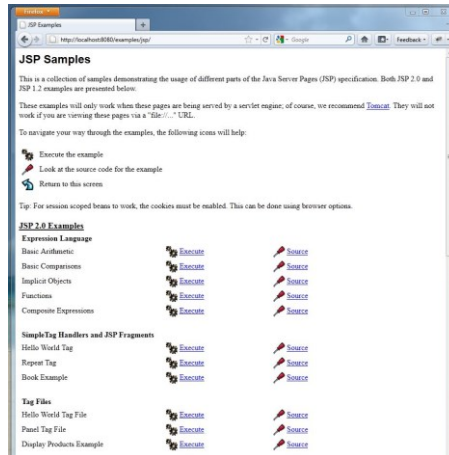 Firefox
JSP Examples
http://localhost:8080/examples/jsp/
Google
Feedback
JSP Samples
This is a collection of samples demonstrating the usage of different parts of the Java Server Pages (JSP) specification. Both JSP 2.0 and
JSP 1.2 examples are presented below.
These examples will only work when these pages are being served by a servlet engine; of course, we recommend Tomcat. They will not
work if you are viewing these pages via a "file://..." URL.
To navigate your way through the examples, the following icons will help:
Execute the example
Look at the source code for the example
Return to this screen
Tip: For session scoped beans to work, the cookies must be enabled. This can be done using browser options.
JSP 2.0 Examples
Expression Language
Basic Arithmetic Execute Source
Basic Comparisons Execute Source
Implicit Objects Execute Source
Functions Execute Source
Composite Expressions Execute Source
SimpleTag Handlers and JSP Fragments
Hello World Tag Execute Source
Repeat Tag Execute Source
Book Example Execute Source
Tag Files
Hello World Tag File Execute Source
Panel Tag File Execute Source
Display Products Example Execute Source